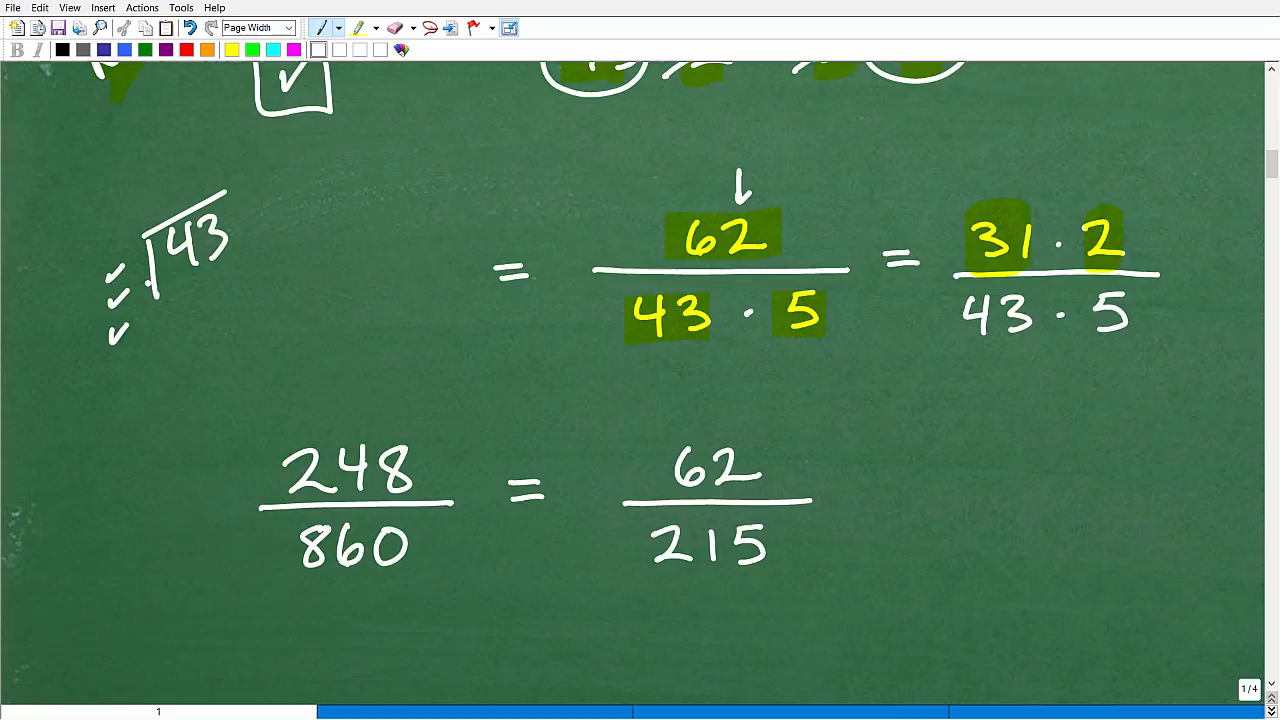 File Edit View Insert Actions Tools Help
Page Width
B I
√43
= 62 / 43 · 5 = 31 · 2 / 43 · 5
248 / 860 = 62 / 215
1/4
1